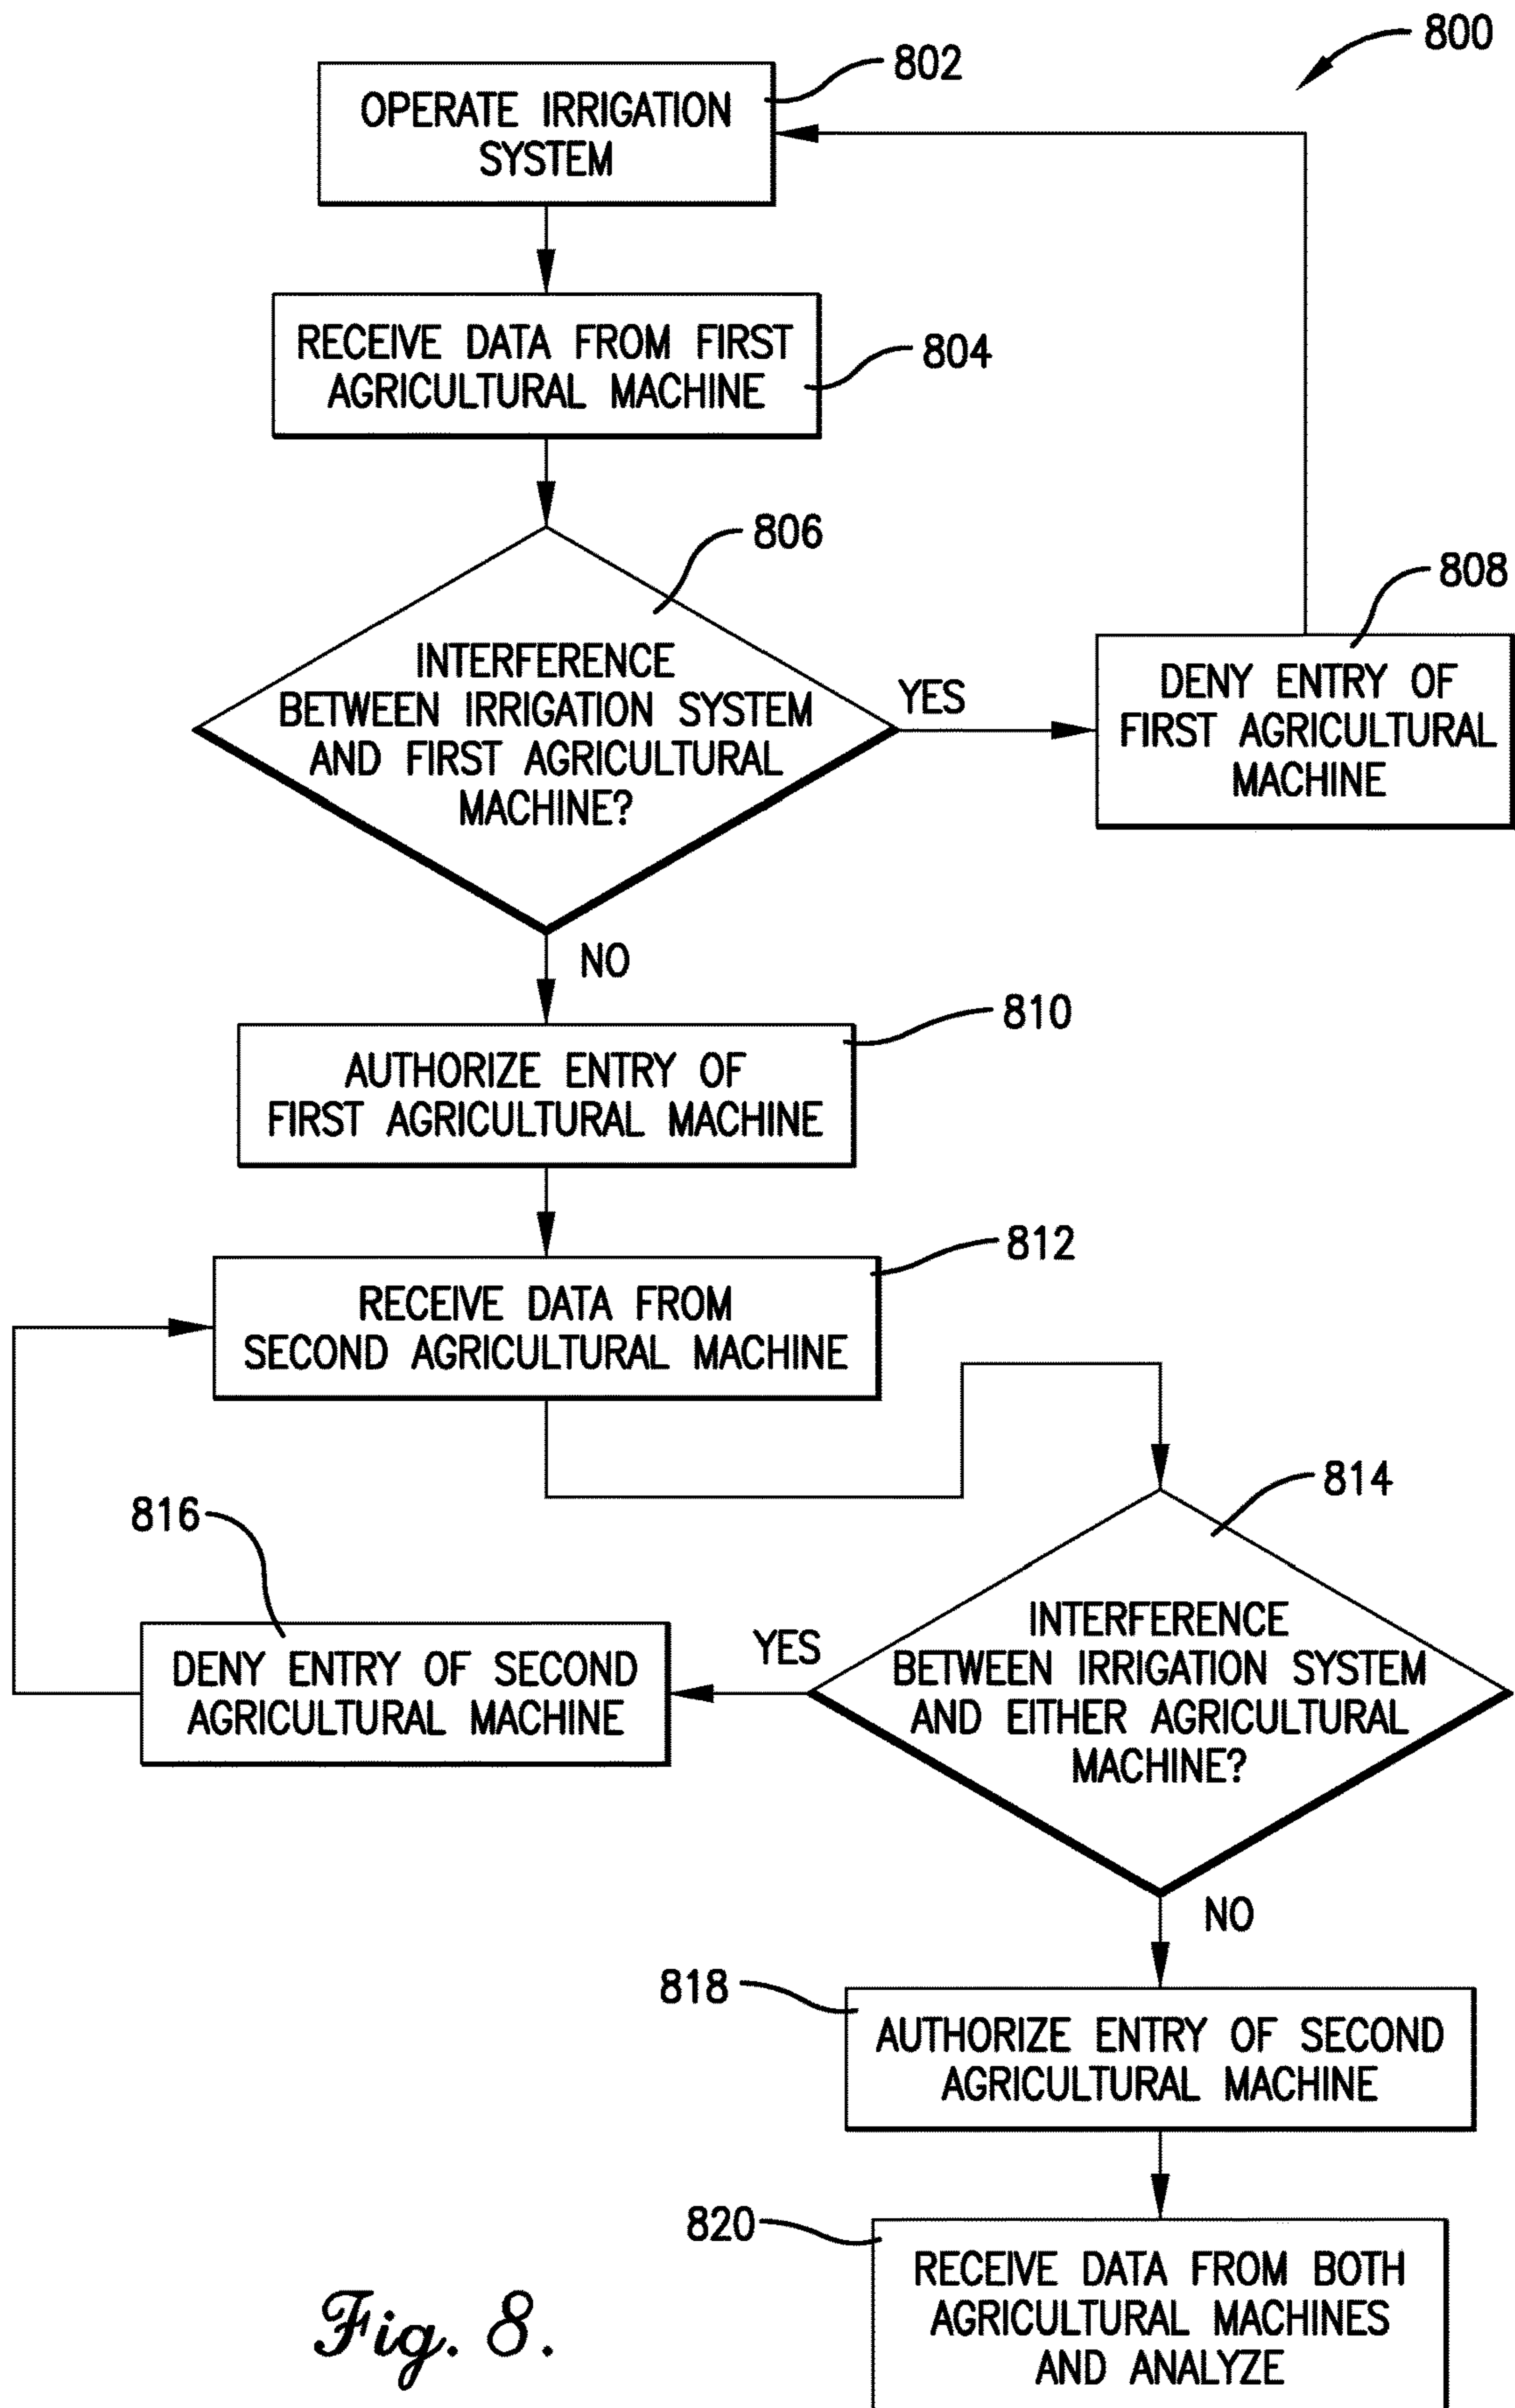 800
802
OPERATE IRRIGATION
SYSTEM
RECEIVE DATA FROM FIRST
AGRICULTURAL MACHINE
804
806
INTERFERENCE
BETWEEN IRRIGATION SYSTEM
AND FIRST AGRICULTURAL
MACHINE?
YES
808
DENY ENTRY OF
FIRST AGRICULTURAL
MACHINE
NO
810
AUTHORIZE ENTRY OF
FIRST AGRICULTURAL MACHINE
812
RECEIVE DATA FROM
SECOND AGRICULTURAL MACHINE
814
INTERFERENCE
BETWEEN IRRIGATION SYSTEM
AND EITHER AGRICULTURAL
MACHINE?
YES
816
DENY ENTRY OF SECOND
AGRICULTURAL MACHINE
NO
818
AUTHORIZE ENTRY OF SECOND
AGRICULTURAL MACHINE
820
RECEIVE DATA FROM BOTH
AGRICULTURAL MACHINES
AND ANALYZE
Fig. 8.